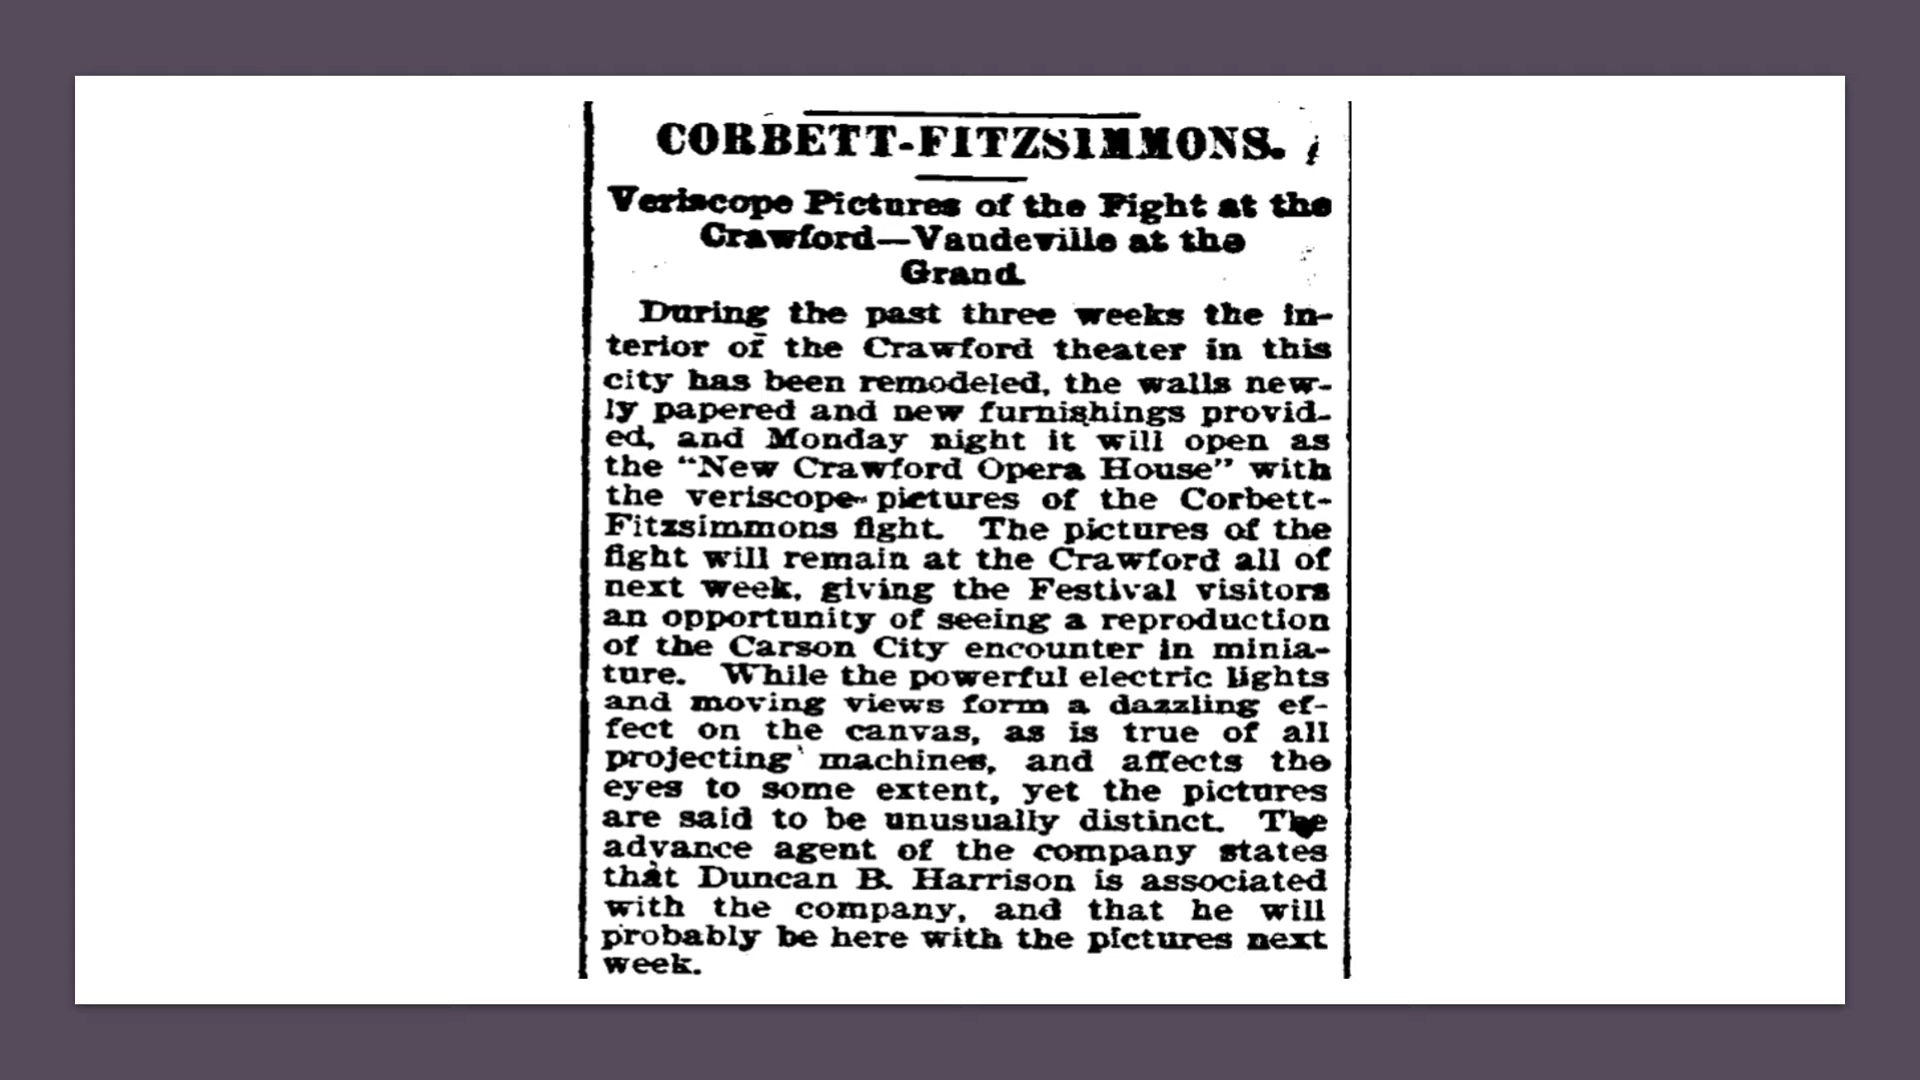 CORBETT-FITZSIMMONS.
Veriscope Pictures of the Fight at the
Crawford—Vaudeville at the
Grand.
During the past three weeks the in-
terior of the Crawford theater in this
city has been remodeled, the walls new-
ly papered and new furnishings provid-
ed, and Monday night it will open as
the “New Crawford Opera House” with
the veriscope pictures of the Corbett-
Fitzsimmons fight. The pictures of the
fight will remain at the Crawford all of
next week, giving the Festival visitors
an opportunity of seeing a reproduction
of the Carson City encounter in minia-
ture. While the powerful electric lights
and moving views form a dazzling ef-
fect on the canvas, as is true of all
projecting machines, and affects the
eyes to some extent, yet the pictures
are said to be unusually distinct. The
advance agent of the company states
that Duncan B. Harrison is associated
with the company, and that he will
probably be here with the pictures next
week.